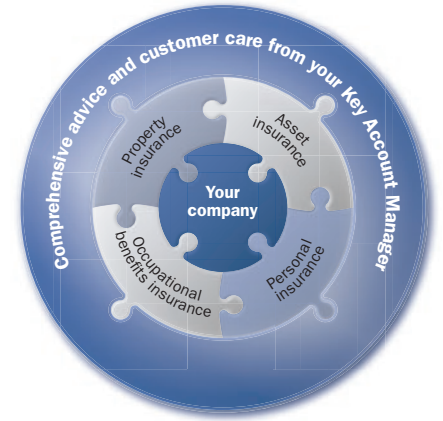 Comprehensive advice and customer care from your Key Account Manager
Property
insurance
Asset
insurance
Your
company
Occupational
benefits insurance
Personal
insurance